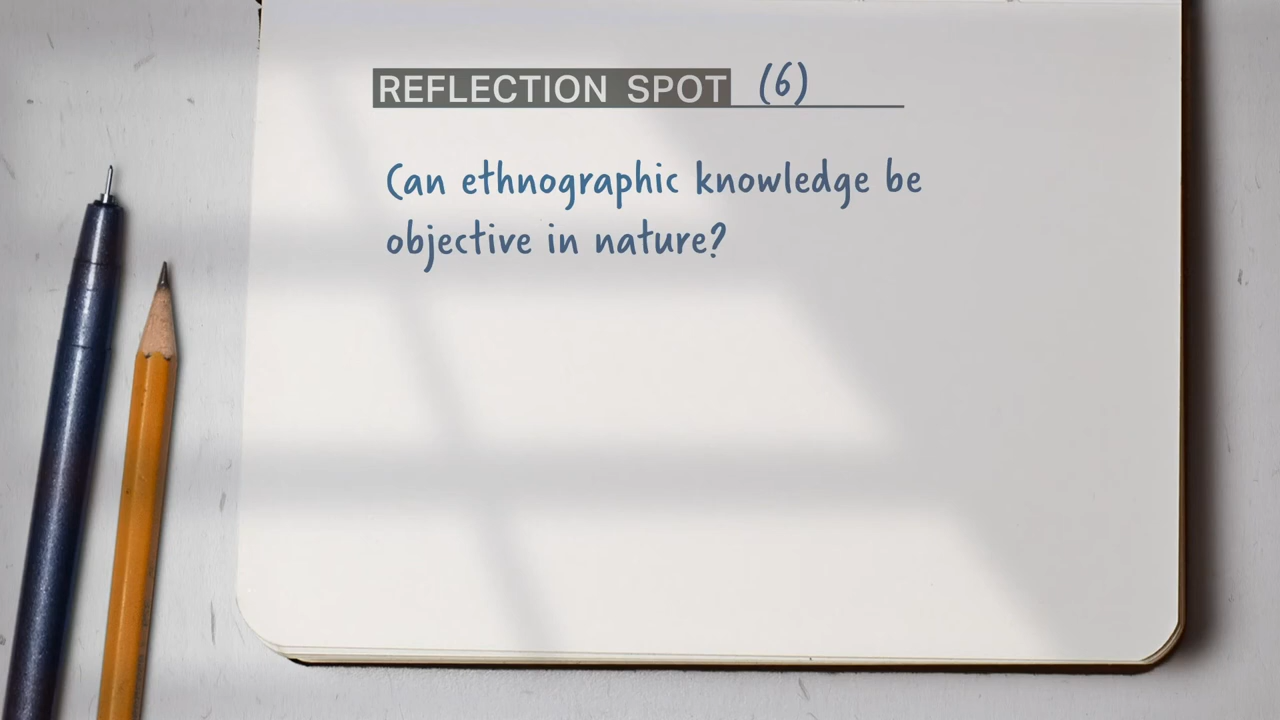 REFLECTION SPOT (6)
Can ethnographic knowledge be
objective in nature?